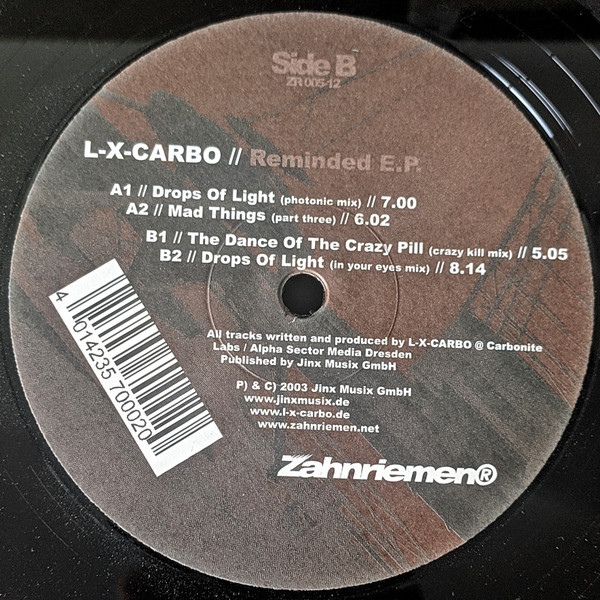 Side B
ZR 005-12
L-X-CARBO // Reminded E.P.
A1 // Drops Of Light (photonic mix) // 7.00
A2 // Mad Things (part three) // 6.02
B1 // The Dance Of The Crazy Pill (crazy kill mix) // 5.05
B2 // Drops Of Light (in your eyes mix) // 8.14
All tracks written and produced by L-X-CARBO @ Carbonite
Labs / Alpha Sector Media Dresden
Published by Jinx Musix GmbH
P) & C) 2003 Jinx Musix GmbH
www.jinxmusix.de
www.l-x-carbo.de
www.zahnriemen.net
4 014235 700020
Zahnriemen®